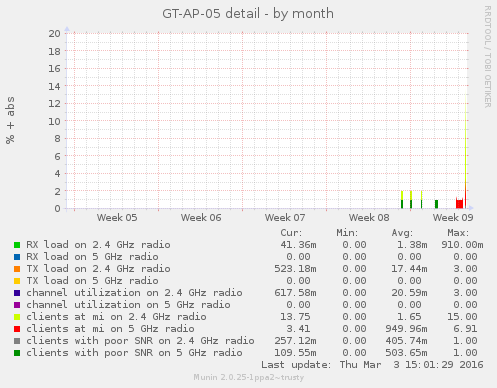 GT-AP-05 detail - by month
RRDTOOL / TOBI OETIKER
% + abs
20
18
16
14
12
10
8
6
4
2
0
Week 05 Week 06 Week 07 Week 08 Week 09
Cur: Min: Avg: Max:
RX load on 2.4 GHz radio 41.36m 0.00 1.38m 910.00m
RX load on 5 GHz radio 0.00 0.00 0.00 0.00
TX load on 2.4 GHz radio 523.18m 0.00 17.44m 3.00
TX load on 5 GHz radio 0.00 0.00 0.00 0.00
channel utilization on 2.4 GHz radio 617.58m 0.00 20.59m 3.00
channel utilization on 5 GHz radio 0.00 0.00 0.00 0.00
clients at mi on 2.4 GHz radio 13.75 0.00 1.65 15.00
clients at mi on 5 GHz radio 3.41 0.00 949.96m 6.91
clients with poor SNR on 2.4 GHz radio 257.12m 0.00 405.74m 1.00
clients with poor SNR on 5 GHz radio 109.55m 0.00 503.65m 1.00
Last update: Thu Mar 3 15:01:29 2016
Munin 2.0.25-1ppa2~trusty